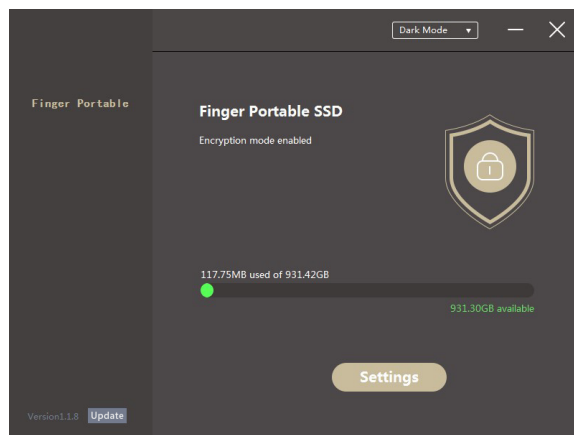 Dark Mode
Finger Portable
Finger Portable SSD
Encryption mode enabled
117.75MB used of 931.42GB
931.30GB available
Settings
Version1.1.8 Update